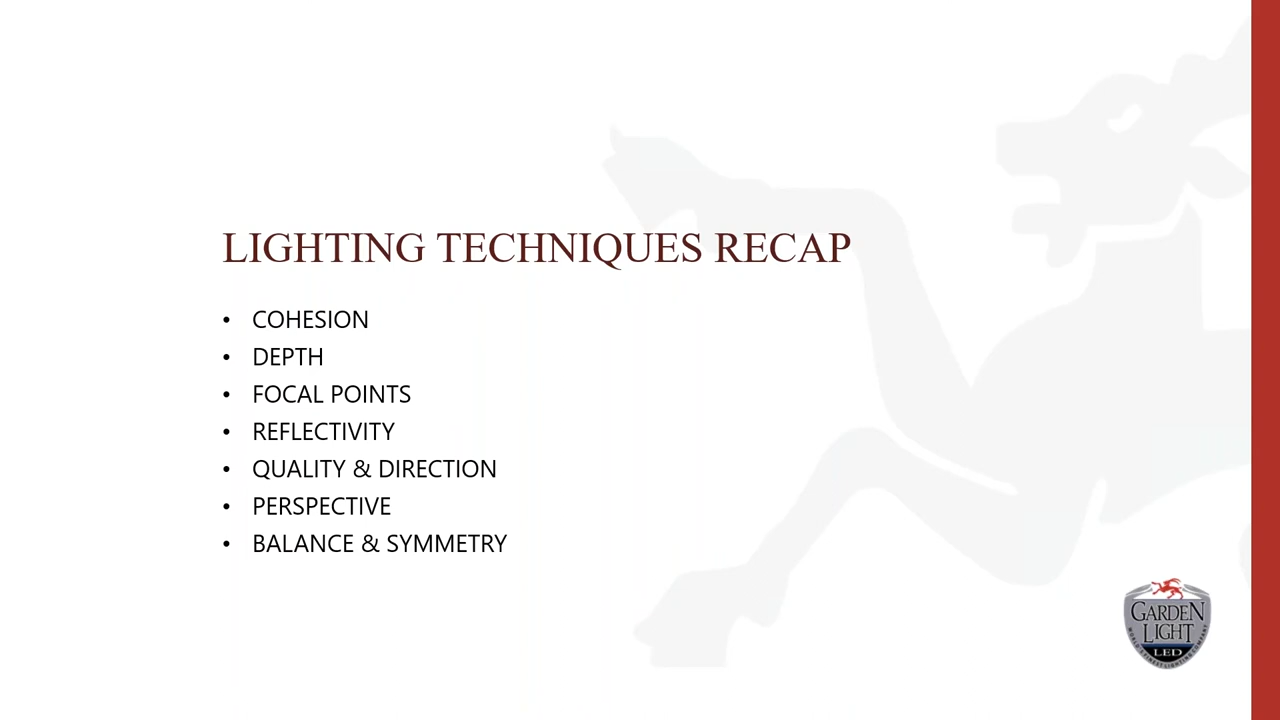 LIGHTING TECHNIQUES RECAP
• COHESION
• DEPTH
• FOCAL POINTS
• REFLECTIVITY
• QUALITY & DIRECTION
• PERSPECTIVE
• BALANCE & SYMMETRY
GARDEN
LIGHT
LED